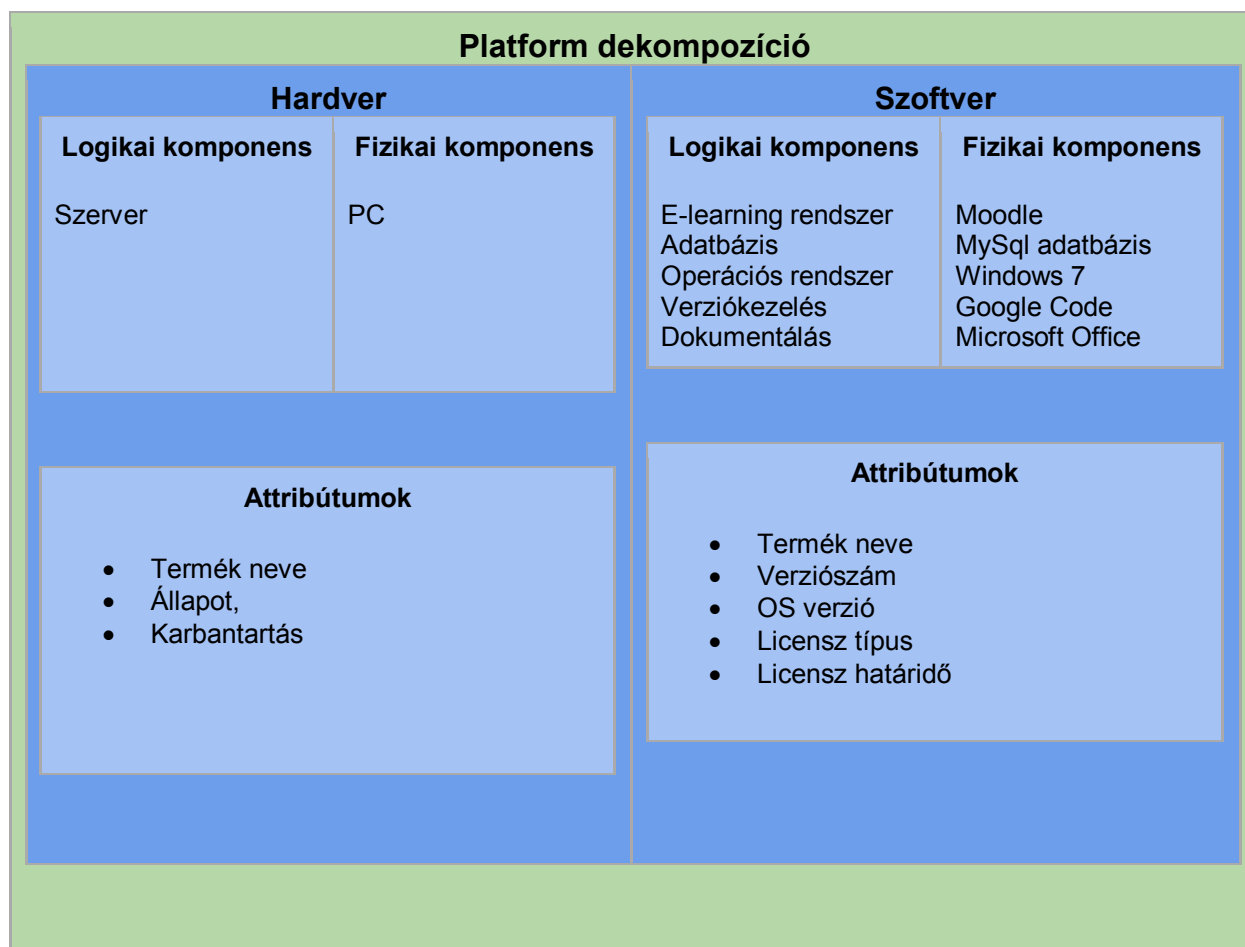 Platform dekompozíció
Hardver
Logikai komponens
Szerver
Fizikai komponens
PC
Attribútumok
• Termék neve
• Állapot,
• Karbantartás
Szoftver
Logikai komponens
E-learning rendszer
Adatbázis
Operációs rendszer
Verziókezelés
Dokumentálás
Fizikai komponens
Moodle
MySql adatbázis
Windows 7
Google Code
Microsoft Office
Attribútumok
• Termék neve
• Verziószám
• OS verzió
• Licensz típus
• Licensz határidő